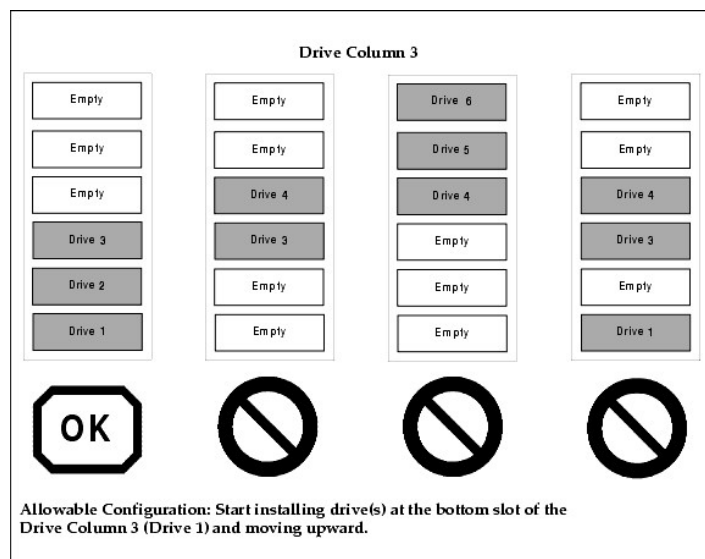 Drive Column 3
Empty Empty Drive 6 Empty
Empty Empty Drive 5 Empty
Empty Drive 4 Drive 4 Drive 4
Drive 3 Drive 3 Empty Drive 3
Drive 2 Empty Empty Empty
Drive 1 Empty Empty Drive 1
OK
Allowable Configuration: Start installing drive(s) at the bottom slot of the
Drive Column 3 (Drive 1) and moving upward.